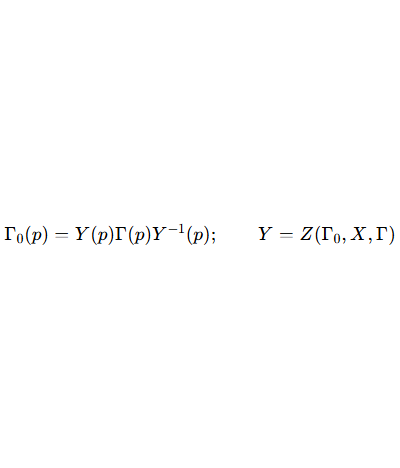 Γ₀(p) = Y(p)Γ(p)Y⁻¹(p);    Y = Z(Γ₀, X, Γ)